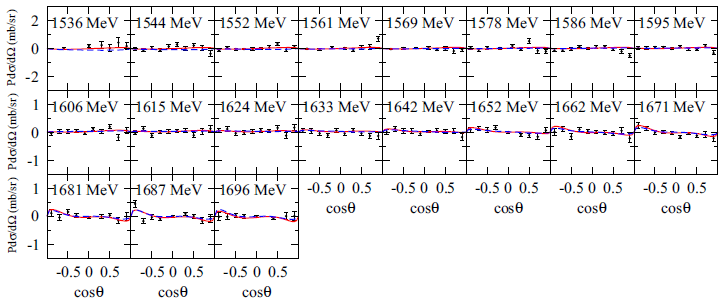 2
0
-2
Pdσ/dΩ (mb/sr)
1536 MeV 1544 MeV 1552 MeV 1561 MeV 1569 MeV 1578 MeV 1586 MeV 1595 MeV
1
0
-1
Pdσ/dΩ (mb/sr)
1606 MeV 1615 MeV 1624 MeV 1633 MeV 1642 MeV 1652 MeV 1662 MeV 1671 MeV
-0.5 0 0.5 -0.5 0 0.5 -0.5 0 0.5 -0.5 0 0.5 -0.5 0 0.5
cosθ cosθ cosθ cosθ cosθ
1
0
-1
Pdσ/dΩ (mb/sr)
1681 MeV 1687 MeV 1696 MeV
-0.5 0 0.5 -0.5 0 0.5 -0.5 0 0.5
cosθ cosθ cosθ